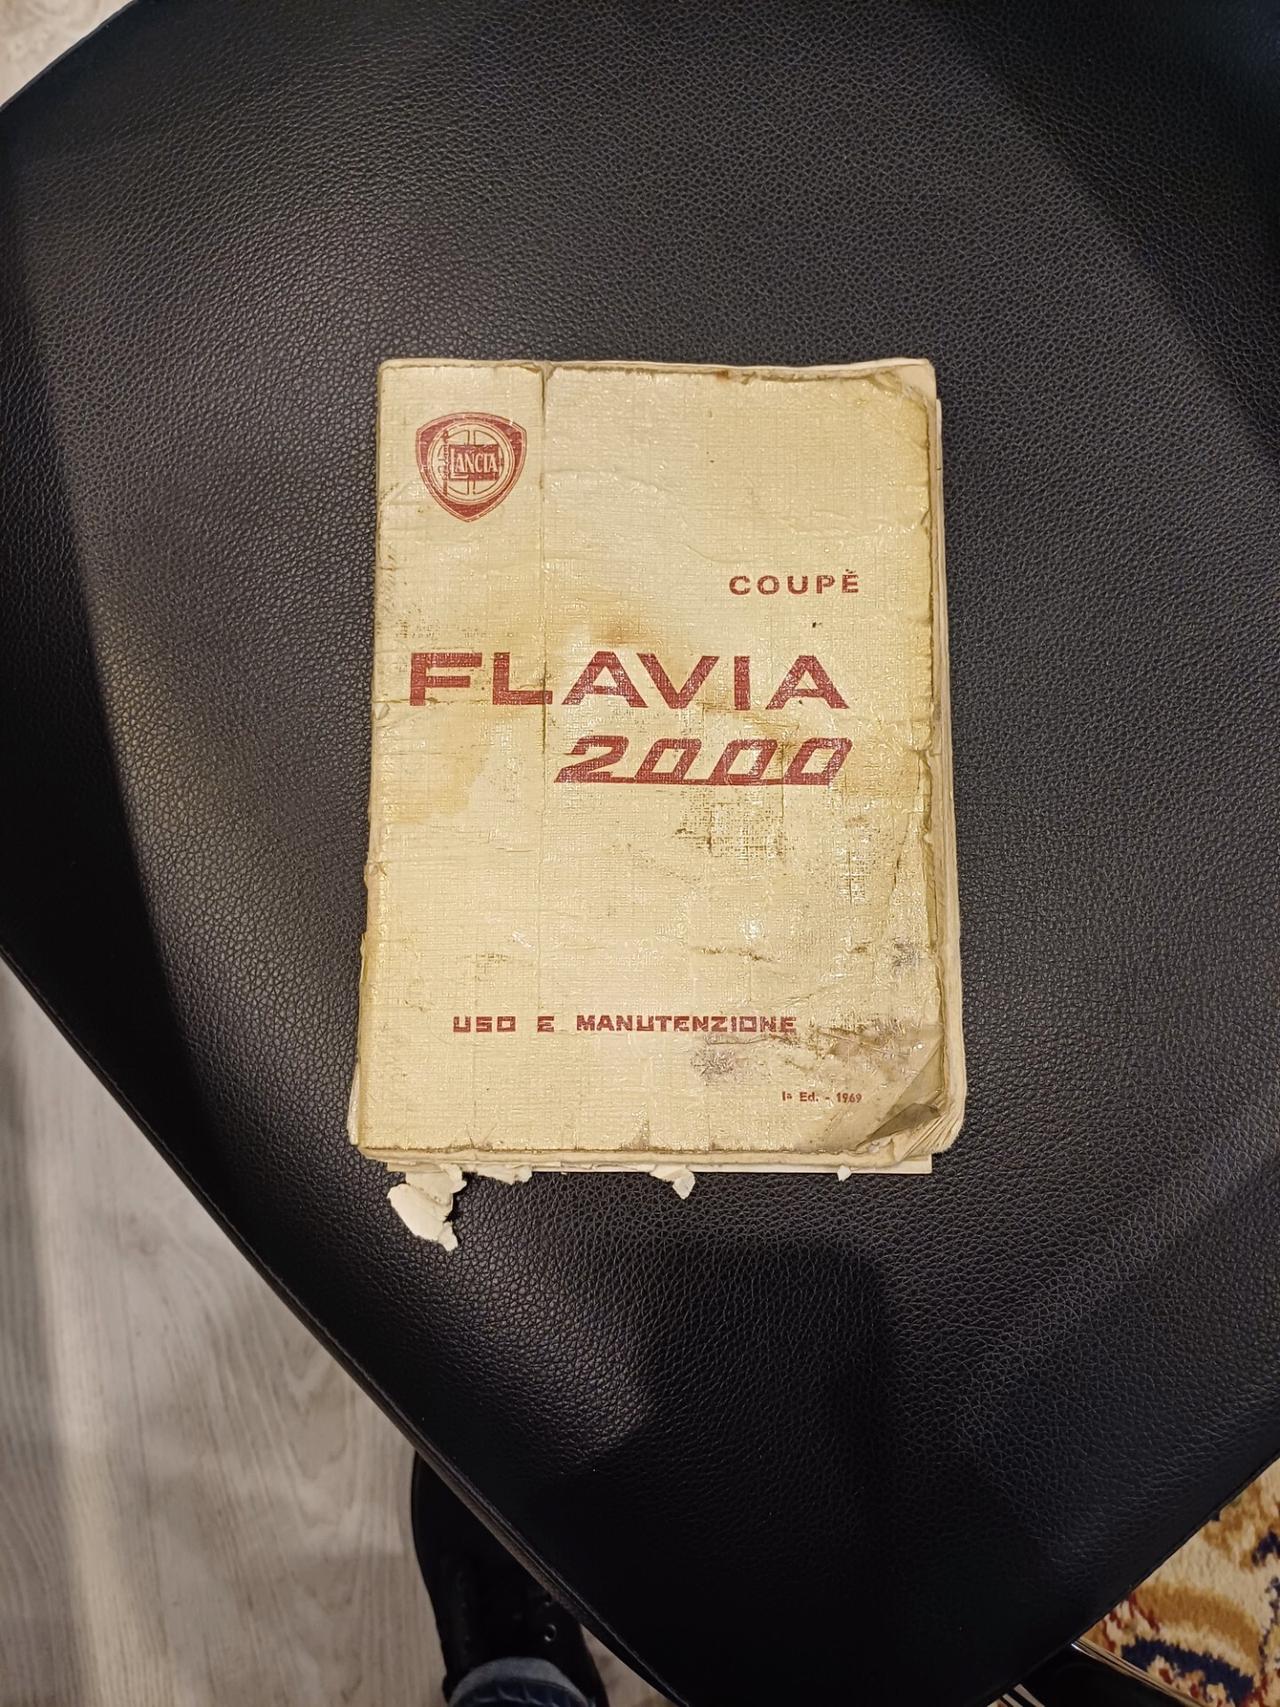 LANCIA
COUPÈ
FLAVIA
2000
USO E MANUTENZIONE
Iª Ed. - 1969